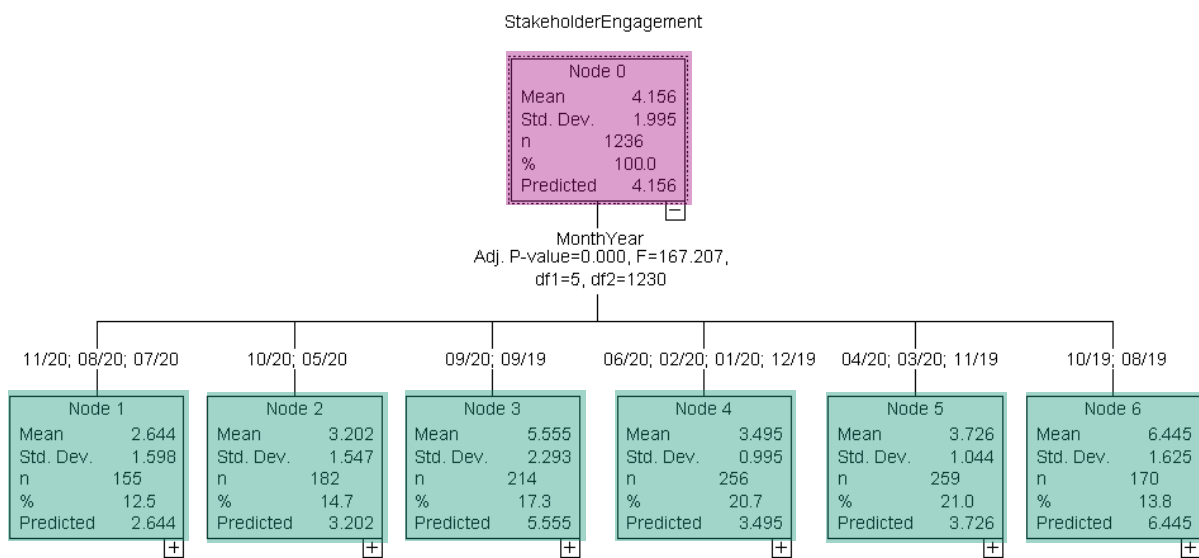 StakeholderEngagement
Node 0
Mean 4.156
Std. Dev. 1.995
n 1236
% 100.0
Predicted 4.156
MonthYear
Adj. P-value=0.000, F=167.207,
df1=5, df2=1230
11/20; 08/20; 07/20
Node 1
Mean 2.644
Std. Dev. 1.598
n 155
% 12.5
Predicted 2.644
10/20; 05/20
Node 2
Mean 3.202
Std. Dev. 1.547
n 182
% 14.7
Predicted 3.202
09/20; 09/19
Node 3
Mean 5.555
Std. Dev. 2.293
n 214
% 17.3
Predicted 5.555
06/20; 02/20; 01/20; 12/19
Node 4
Mean 3.495
Std. Dev. 0.995
n 256
% 20.7
Predicted 3.495
04/20; 03/20; 11/19
Node 5
Mean 3.726
Std. Dev. 1.044
n 259
% 21.0
Predicted 3.726
10/19; 08/19
Node 6
Mean 6.445
Std. Dev. 1.625
n 170
% 13.8
Predicted 6.445